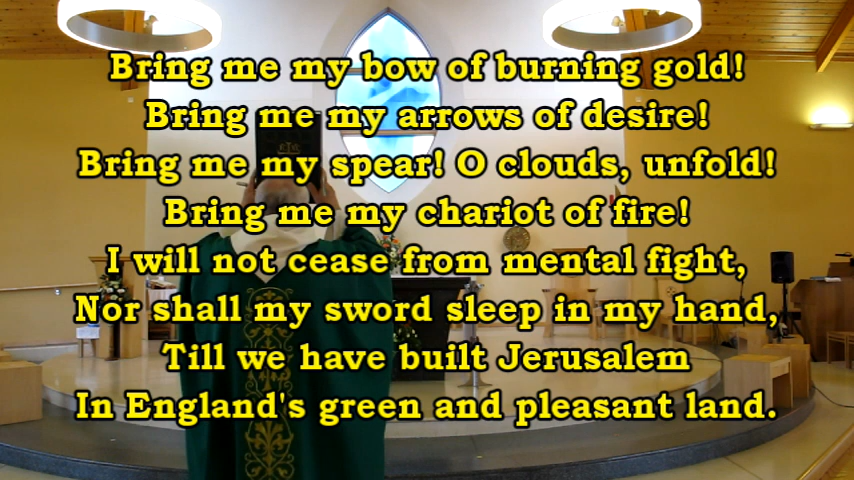 Bring me my bow of burning gold!
Bring me my arrows of desire!
Bring me my spear! O clouds, unfold!
Bring me my chariot of fire!
I will not cease from mental fight,
Nor shall my sword sleep in my hand,
Till we have built Jerusalem
In England's green and pleasant land.